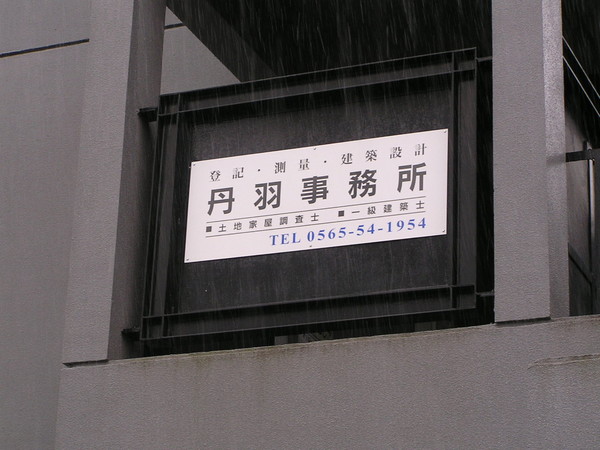 登記・測量・建築設計
丹羽事務所
■土地家屋調査士 ■一級建築士
TEL 0565-54-1954